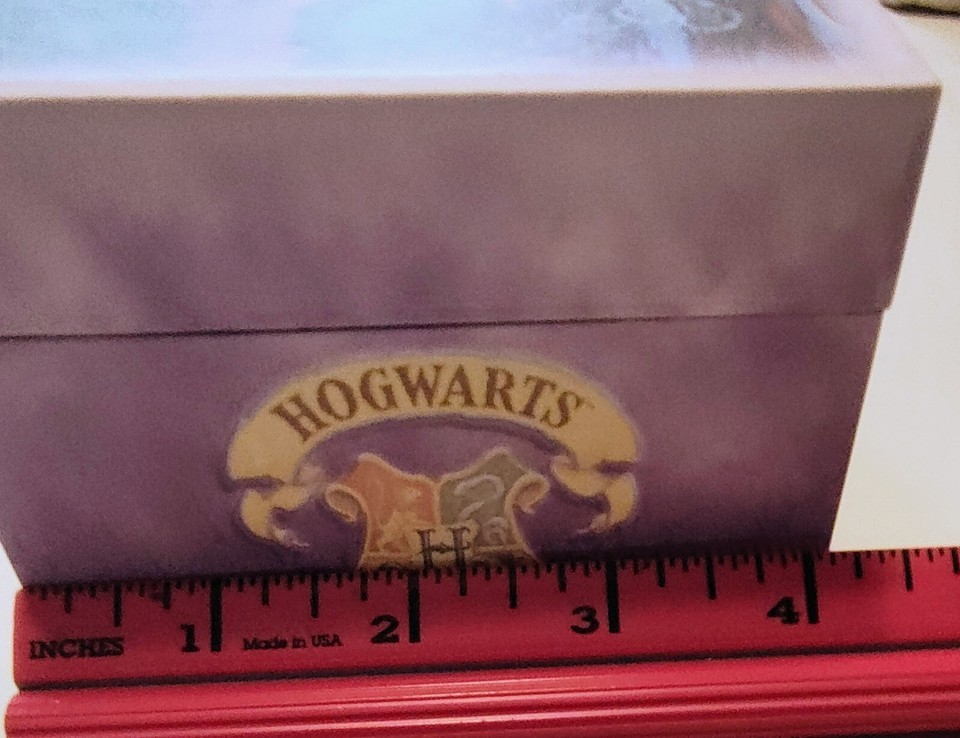 HOGWARTS
H
1 2 3 4
INCHES Made in USA